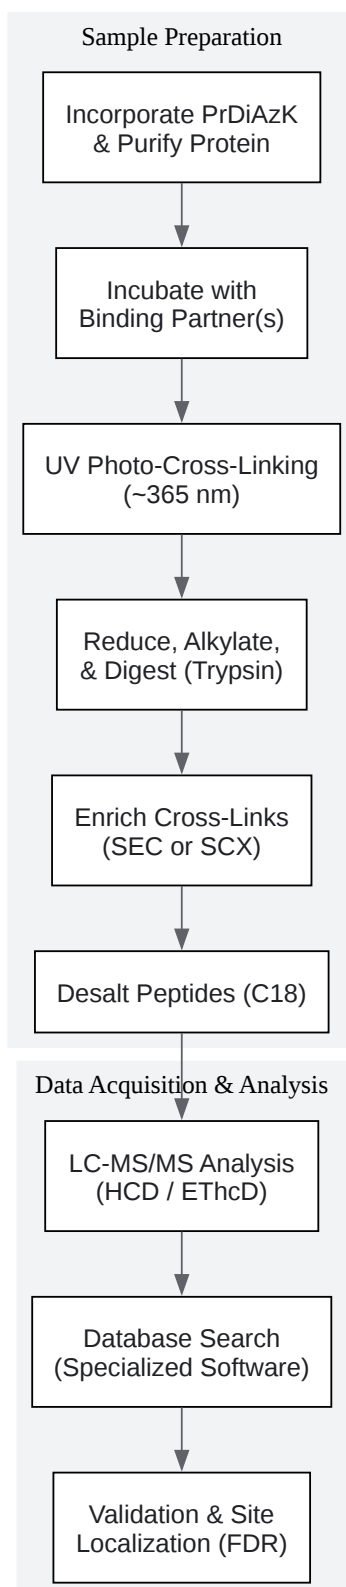 Sample Preparation
Incorporate PrDiAzK
& Purify Protein
Incubate with
Binding Partner(s)
UV Photo-Cross-Linking
(~365 nm)
Reduce, Alkylate,
& Digest (Trypsin)
Enrich Cross-Links
(SEC or SCX)
Desalt Peptides (C18)
Data Acquisition & Analysis
LC-MS/MS Analysis
(HCD / EThcD)
Database Search
(Specialized Software)
Validation & Site
Localization (FDR)